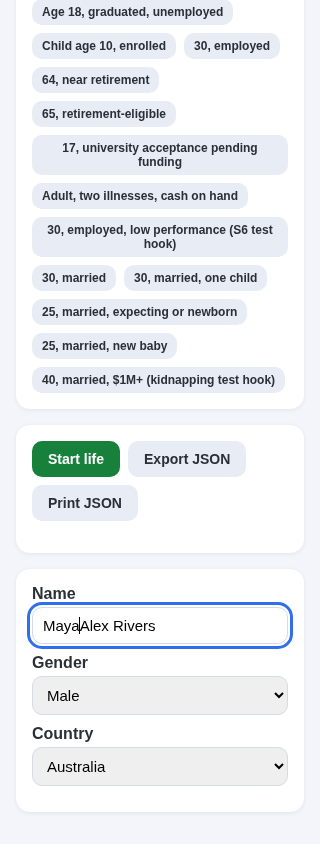 Age 18, graduated, unemployed
Child age 10, enrolled
30, employed
64, near retirement
65, retirement-eligible
17, university acceptance pending
funding
Adult, two illnesses, cash on hand
30, employed, low performance (S6 test
hook)
30, married
30, married, one child
25, married, expecting or newborn
25, married, new baby
40, married, $1M+ (kidnapping test hook)
Start life
Export JSON
Print JSON
Name
MayaAlex Rivers
Gender
Male
Country
Australia